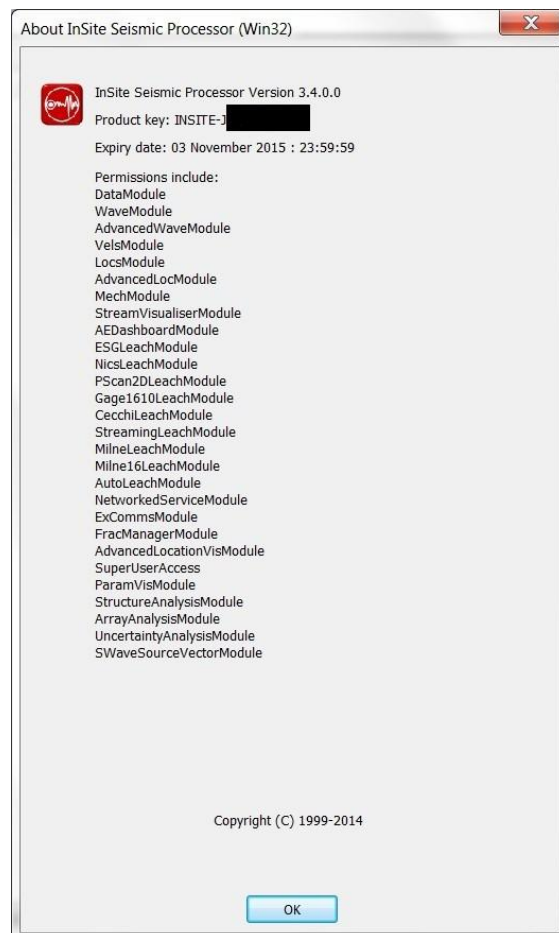 About InSite Seismic Processor (Win32)
InSite Seismic Processor Version 3.4.0.0
Product key: INSITE-J
Expiry date: 03 November 2015 : 23:59:59
Permissions include:
DataModule
WaveModule
AdvancedWaveModule
VelsModule
LocsModule
AdvancedLocModule
MechModule
StreamVisualiserModule
AEDashboardModule
ESGLeachModule
NicsLeachModule
PScan2DLeachModule
Gage1610LeachModule
CecchiLeachModule
StreamingLeachModule
MilneLeachModule
Milne16LeachModule
AutoLeachModule
NetworkedServiceModule
ExCommsModule
FracManagerModule
AdvancedLocationVisModule
SuperUserAccess
ParamVisModule
StructureAnalysisModule
ArrayAnalysisModule
UncertaintyAnalysisModule
SWaveSourceVectorModule
Copyright (C) 1999-2014
OK